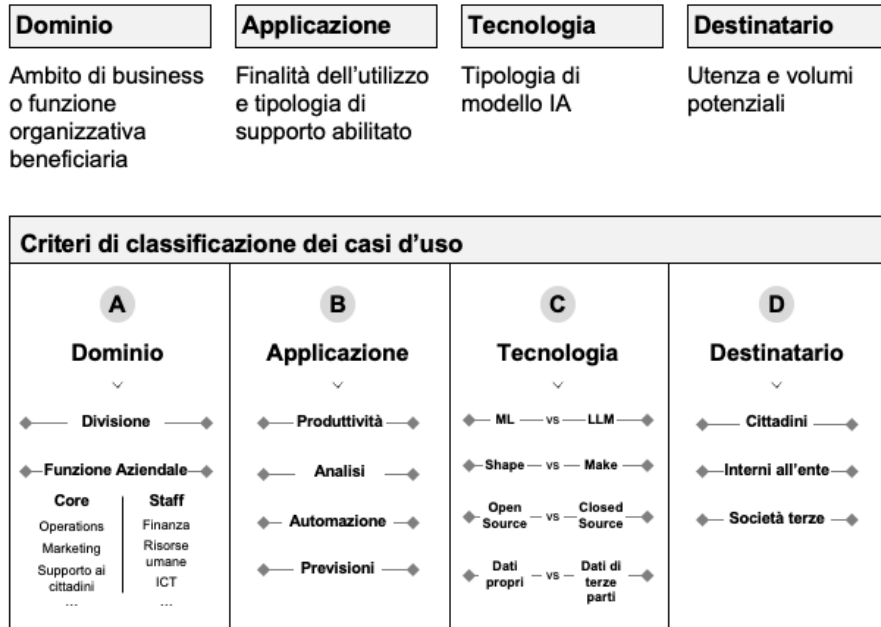 Dominio
Applicazione
Tecnologia
Destinatario
Ambito di business
o funzione
organizzativa
beneficiaria
Finalità dell'utilizzo
e tipologia di
supporto abilitato
Tipologia di
modello IA
Utenza e volumi
potenziali
Criteri di classificazione dei casi d'uso
A
Dominio
Divisione
Funzione Aziendale
Core
Operations
Marketing
Supporto ai
cittadini
...
Staff
Finanza
Risorse
umane
ICT
...
B
Applicazione
Produttività
Analisi
Automazione
Previsioni
C
Tecnologia
ML vs LLM
Shape vs Make
Open
Source
vs
Closed
Source
Dati
propri
vs
Dati di
terze
parti
D
Destinatario
Cittadini
Interni all'ente
Società terze